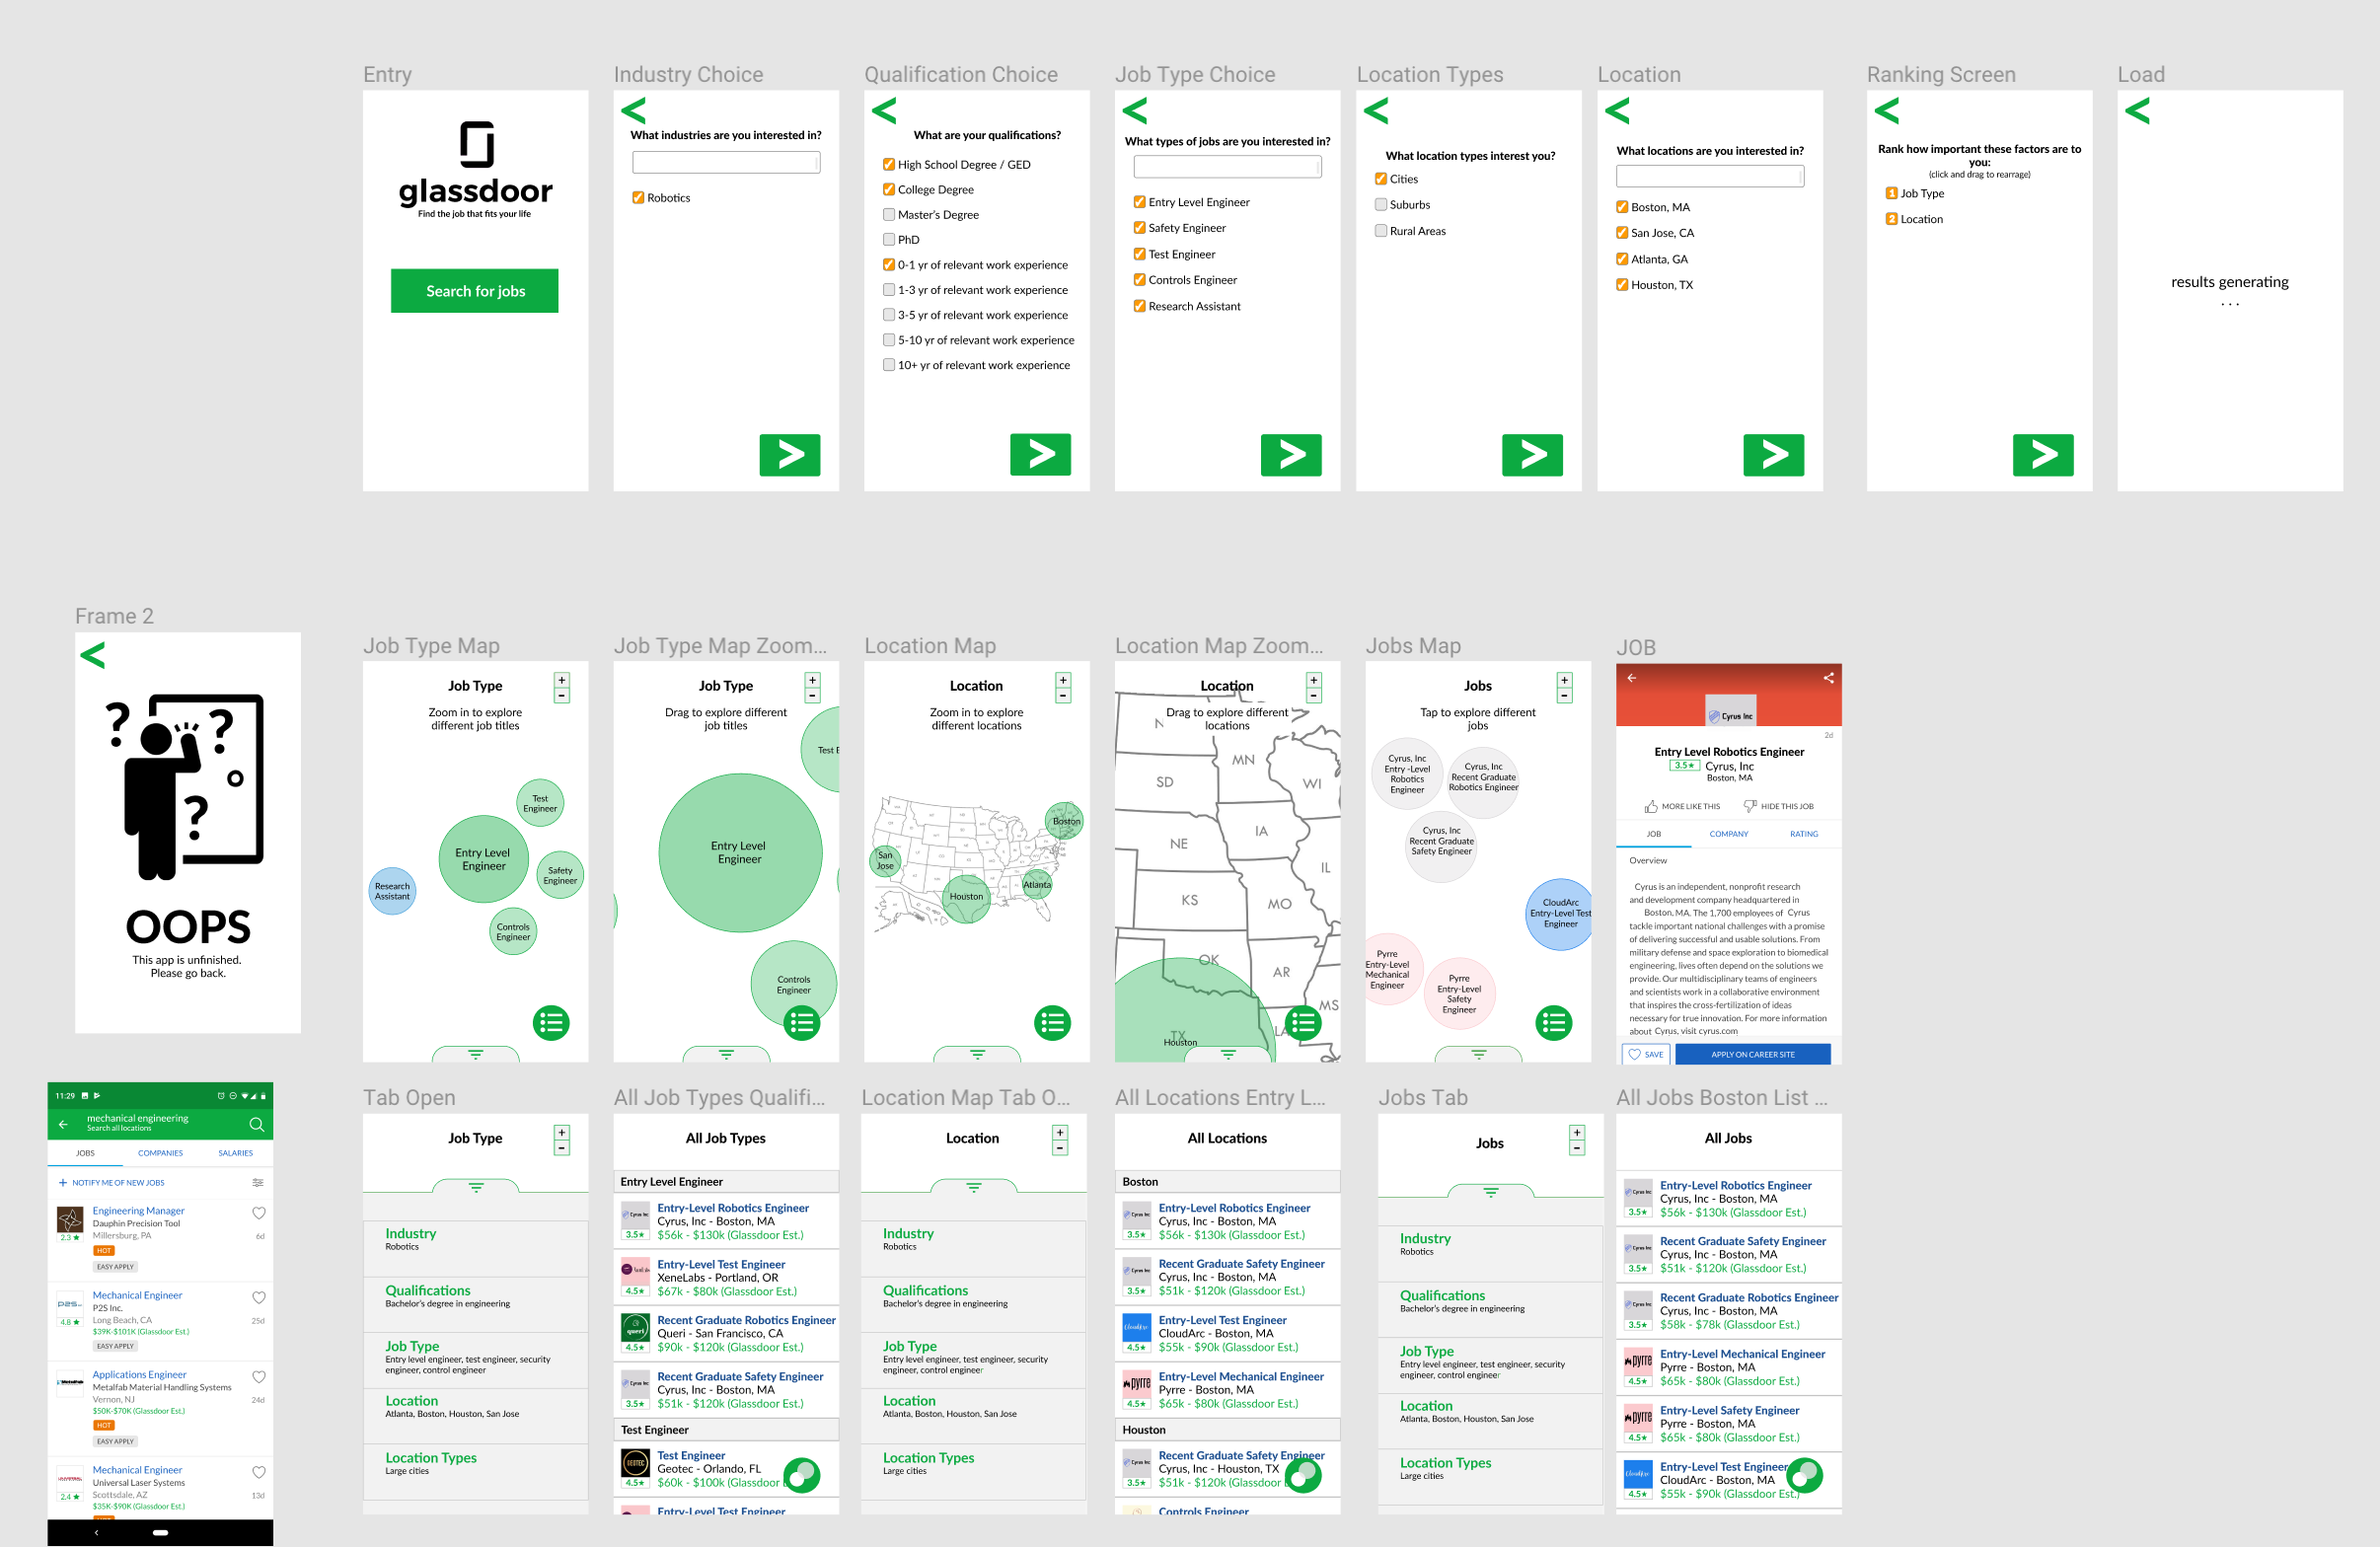 Entry
glassdoor
Find the job that fits your life
Search for jobs
Industry Choice
<
What industries are you interested in?
Robotics
>
Qualification Choice
<
What are your qualifications?
High School Degree / GED
College Degree
Master's Degree
PhD
0-1 yr of relevant work experience
1-3 yr of relevant work experience
3-5 yr of relevant work experience
5-10 yr of relevant work experience
10+ yr of relevant work experience
>
Job Type Choice
<
What types of jobs are you interested in?
Entry Level Engineer
Safety Engineer
Test Engineer
Controls Engineer
Research Assistant
>
Location Types
<
What location types interest you?
Cities
Suburbs
Rural Areas
>
Location
<
What locations are you interested in?
Boston, MA
San Jose, CA
Atlanta, GA
Houston, TX
>
Ranking Screen
<
Rank how important these factors are to
you:
(click and drag to rearrage)
1 Job Type
2 Location
>
Load
<
results generating
. . .
Frame 2
<
? ? ?
OOPS
This app is unfinished.
Please go back.
Job Type Map
Job Type
+
-
Zoom in to explore
different job titles
Test
Engineer
Entry Level
Engineer
Safety
Engineer
Research
Assistant
Controls
Engineer
Job Type Map Zoom...
Job Type
+
-
Drag to explore different
job titles
Test E
Entry Level
Engineer
Controls
Engineer
Location Map
Location
+
-
Zoom in to explore
different locations
Boston
San
Jose
Atlanta
Houston
Location Map Zoom...
Location
+
-
Drag to explore different
locations
N
MN
SD
WI
NE
IA
IL
KS
MO
OK
AR
MS
TX
LA
Houston
Jobs Map
Jobs
+
-
Tap to explore different
jobs
Cyrus, Inc
Entry -Level
Robotics
Engineer
Cyrus, Inc
Recent Graduate
Robotics Engineer
Cyrus, Inc
Recent Graduate
Safety Engineer
CloudArc
Entry-Level Test
Engineer
Pyrre
Entry-Level
Mechanical
Engineer
Pyrre
Entry-Level
Safety
Engineer
JOB
Cyrus Inc
2d
Entry Level Robotics Engineer
3.5★ Cyrus, Inc
Boston, MA
MORE LIKE THIS HIDE THIS JOB
JOB COMPANY RATING
Overview
Cyrus is an independent, nonprofit research
and development company headquartered in
Boston, MA. The 1,700 employees of Cyrus
tackle important national challenges with a promise
of delivering successful and usable solutions. From
military defense and space exploration to biomedical
engineering, lives often depend on the solutions we
provide. Our multidisciplinary teams of engineers
and scientists work in a collaborative environment
that inspires the cross-fertilization of ideas
necessary for true innovation. For more information
about Cyrus, visit cyrus.com
SAVE APPLY ON CAREER SITE
11:29
mechanical engineering
Search all locations
JOBS COMPANIES SALARIES
+ NOTIFY ME OF NEW JOBS
Engineering Manager
Dauphin Precision Tool
Millersburg, PA
2.3 ★
6d
HOT
EASY APPLY
Mechanical Engineer
P2S Inc.
Long Beach, CA
4.8 ★
25d
$39K-$101K (Glassdoor Est.)
EASY APPLY
Applications Engineer
Metalfab Material Handling Systems
Vernon, NJ
24d
$50K-$70K (Glassdoor Est.)
HOT
EASY APPLY
Mechanical Engineer
Universal Laser Systems
Scottsdale, AZ
2.4 ★
13d
$35K-$90K (Glassdoor Est.)
Tab Open
Job Type
+
-
Industry
Robotics
Qualifications
Bachelor's degree in engineering
Job Type
Entry level engineer, test engineer, security
engineer, control engineer
Location
Atlanta, Boston, Houston, San Jose
Location Types
Large cities
All Job Types Qualifi...
All Job Types
Entry Level Engineer
Entry-Level Robotics Engineer
Cyrus, Inc - Boston, MA
3.5★ $56k - $130k (Glassdoor Est.)
Entry-Level Test Engineer
XeneLabs - Portland, OR
4.5★ $67k - $80k (Glassdoor Est.)
Recent Graduate Robotics Engineer
queri Queri - San Francisco, CA
4.5★ $90k - $120k (Glassdoor Est.)
Recent Graduate Safety Engineer
Cyrus, Inc - Boston, MA
3.5★ $51k - $120k (Glassdoor Est.)
Test Engineer
Test Engineer
GEOTEC Geotec - Orlando, FL
4.5★ $60k - $100k (Glassdoor
Entry-Level Test Engineer
Location Map Tab O...
Location
+
-
Industry
Robotics
Qualifications
Bachelor's degree in engineering
Job Type
Entry level engineer, test engineer, security
engineer, control engineer
Location
Atlanta, Boston, Houston, San Jose
Location Types
Large cities
All Locations Entry L...
All Locations
Boston
Entry-Level Robotics Engineer
Cyrus, Inc - Boston, MA
3.5★ $56k - $130k (Glassdoor Est.)
Recent Graduate Safety Engineer
Cyrus, Inc - Boston, MA
3.5★ $51k - $120k (Glassdoor Est.)
Entry-Level Test Engineer
CloudArc CloudArc - Boston, MA
4.5★ $55k - $90k (Glassdoor Est.)
Entry-Level Mechanical Engineer
pyrre Pyrre - Boston, MA
4.5★ $65k - $80k (Glassdoor Est.)
Houston
Recent Graduate Safety Engineer
Cyrus, Inc - Houston, TX
3.5★ $51k - $120k (Glassdoor
Controls Engineer
Jobs Tab
Jobs
+
-
Industry
Robotics
Qualifications
Bachelor's degree in engineering
Job Type
Entry level engineer, test engineer, security
engineer, control engineer
Location
Atlanta, Boston, Houston, San Jose
Location Types
Large cities
All Jobs Boston List ...
All Jobs
Entry-Level Robotics Engineer
Cyrus, Inc - Boston, MA
3.5★ $56k - $130k (Glassdoor Est.)
Recent Graduate Safety Engineer
Cyrus, Inc - Boston, MA
3.5★ $51k - $120k (Glassdoor Est.)
Recent Graduate Robotics Engineer
Cyrus, Inc - Boston, MA
3.5★ $58k - $78k (Glassdoor Est.)
Entry-Level Mechanical Engineer
pyrre Pyrre - Boston, MA
4.5★ $65k - $80k (Glassdoor Est.)
Entry-Level Safety Engineer
pyrre Pyrre - Boston, MA
4.5★ $65k - $80k (Glassdoor Est.)
Entry-Level Test Engineer
CloudArc CloudArc - Boston, MA
4.5★ $55k - $90k (Glassdoor Est.)